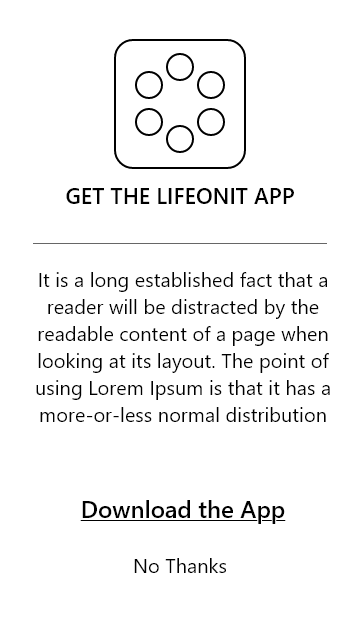 GET THE LIFEONIT APP
It is a long established fact that a
reader will be distracted by the
readable content of a page when
looking at its layout. The point of
using Lorem Ipsum is that it has a
more-or-less normal distribution
Download the App
No Thanks